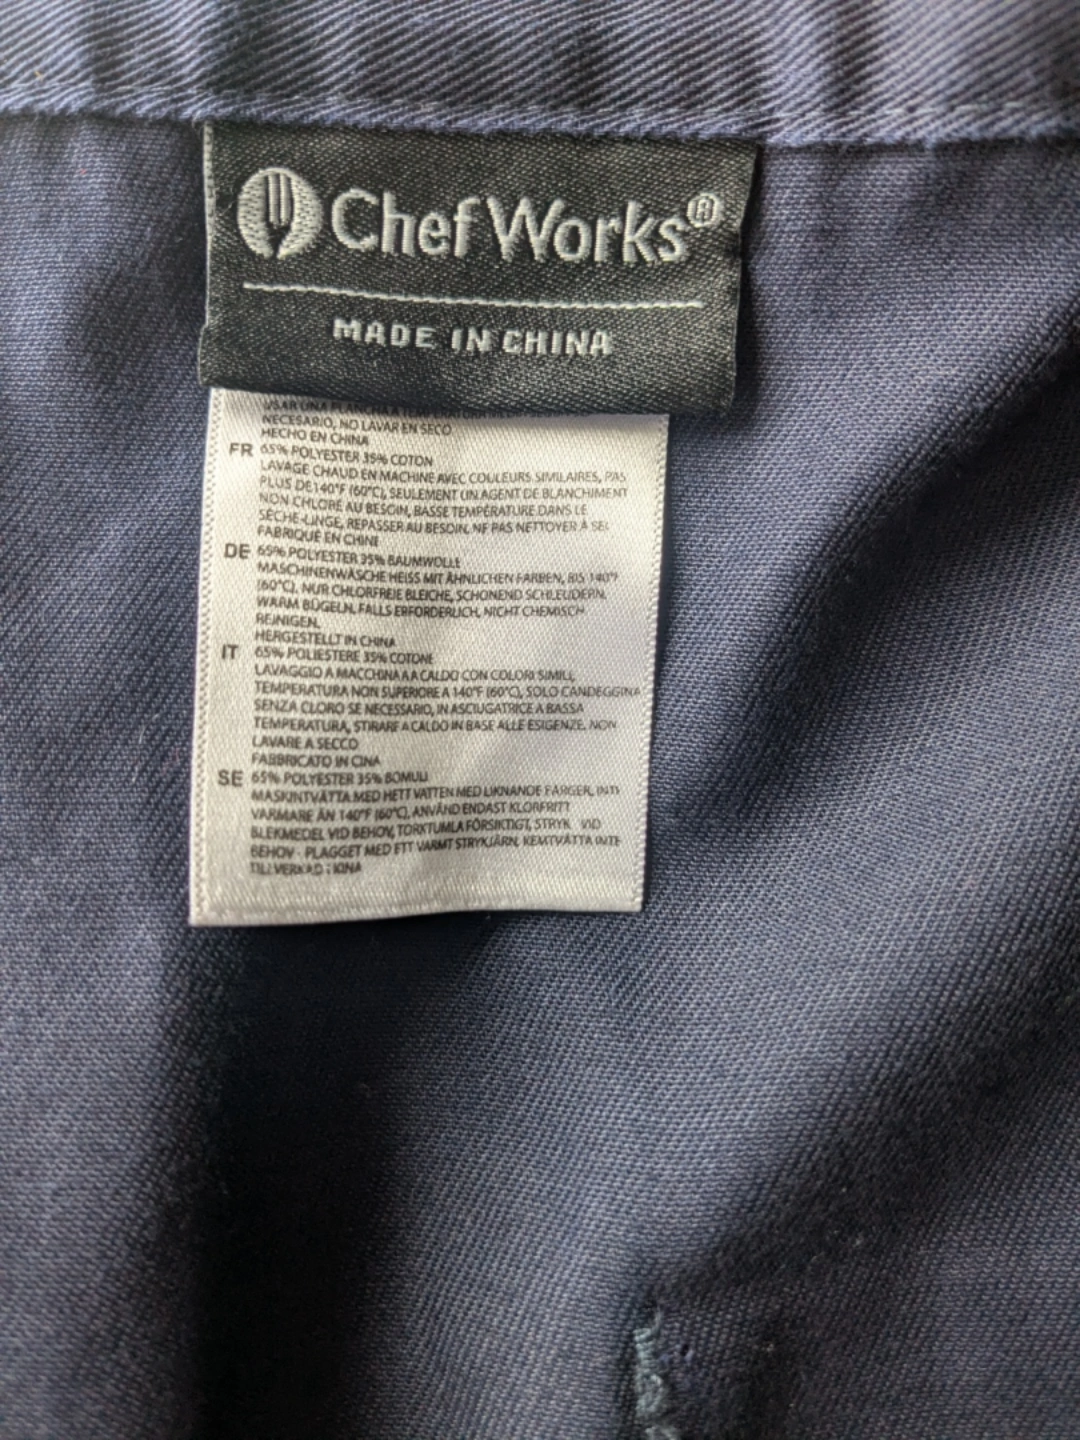 Chef Works®
MADE IN CHINA
USAR UNA PLANCHA A
NECESARIO, NO LAVAR EN SECO
HECHO EN CHINA
FR 65% POLYESTER 35% COTON
LAVAGE CHAUD EN MACHINE AVEC COULEURS SIMILAIRES, PAS
PLUS DE 140°F (60°C), SEULEMENT UN AGENT DE BLANCHIMENT
NON CHLORÉ AU BESOIN, BASSE TEMPÉRATURE DANS LE
SÈCHE-LINGE, REPASSER AU BESOIN, NE PAS NETTOYER À SEC
FABRIQUÉ EN CHINE
DE 65% POLYESTER 35% BAUMWOLLE
MASCHINENWÄSCHE HEISS MIT ÄHNLICHEN FARBEN, BIS 140°F
(60°C), NUR CHLORFREIE BLEICHE, SCHONEND SCHLEUDERN,
WARM BÜGELN, FALLS ERFORDERLICH, NICHT CHEMISCH
REINIGEN.
HERGESTELLT IN CHINA
IT 65% POLIESTERE 35% COTONE
LAVAGGIO A MACCHINA A A CALDO CON COLORI SIMILI,
TEMPERATURA NON SUPERIORE A 140°F (60°C), SOLO CANDEGGINA
SENZA CLORO SE NECESSARIO, IN ASCIUGATRICE A BASSA
TEMPERATURA, STIRARE A CALDO IN BASE ALLE ESIGENZE, NON
LAVARE A SECCO
FABBRICATO IN CINA
SE 65% POLYESTER 35% BOMULL
MASKINTVÄTTA MED HETT VATTEN MED LIKNANDE FÄRGER, INTE
VARMARE ÄN 140°F (60°C), ANVÄND ENDAST KLORFRITT
BLEKMEDEL VID BEHOV, TORKTUMLA FÖRSIKTIGT, STRYK VID
BEHOV - PLAGGET MED ETT VARMT STRYKJÄRN, KEMTVÄTTA INTE
TILLVERKAD I KINA